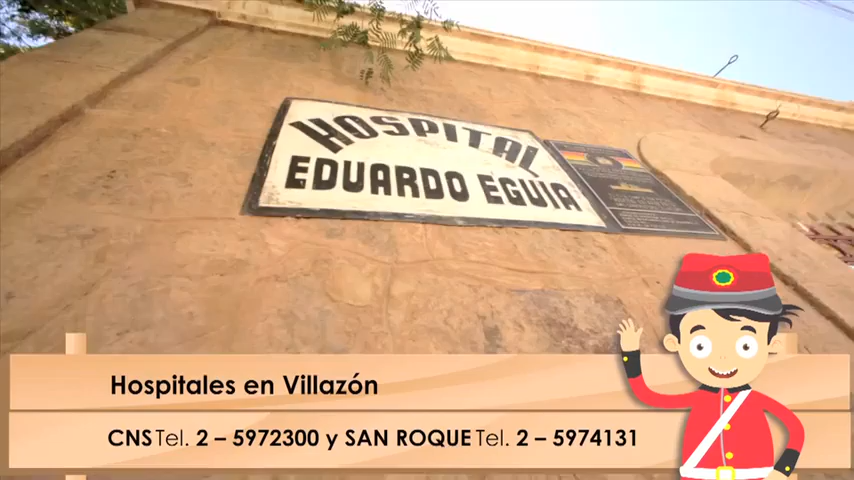 HOSPITAL
EDUARDO EGUIA
Hospitales en Villazón
CNS Tel. 2 – 5972300 y SAN ROQUE Tel. 2 – 5974131